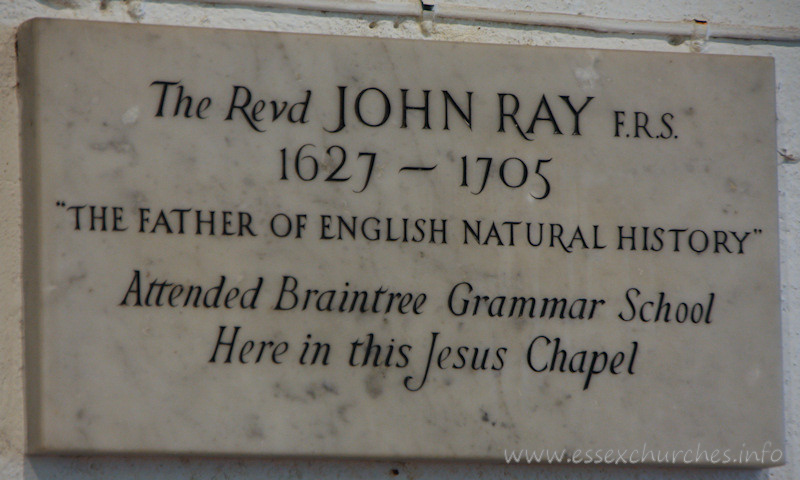 The Revd JOHN RAY F.R.S.
1627 – 1705
"THE FATHER OF ENGLISH NATURAL HISTORY"
Attended Braintree Grammar School
Here in this Jesus Chapel
www.essexchurches.info